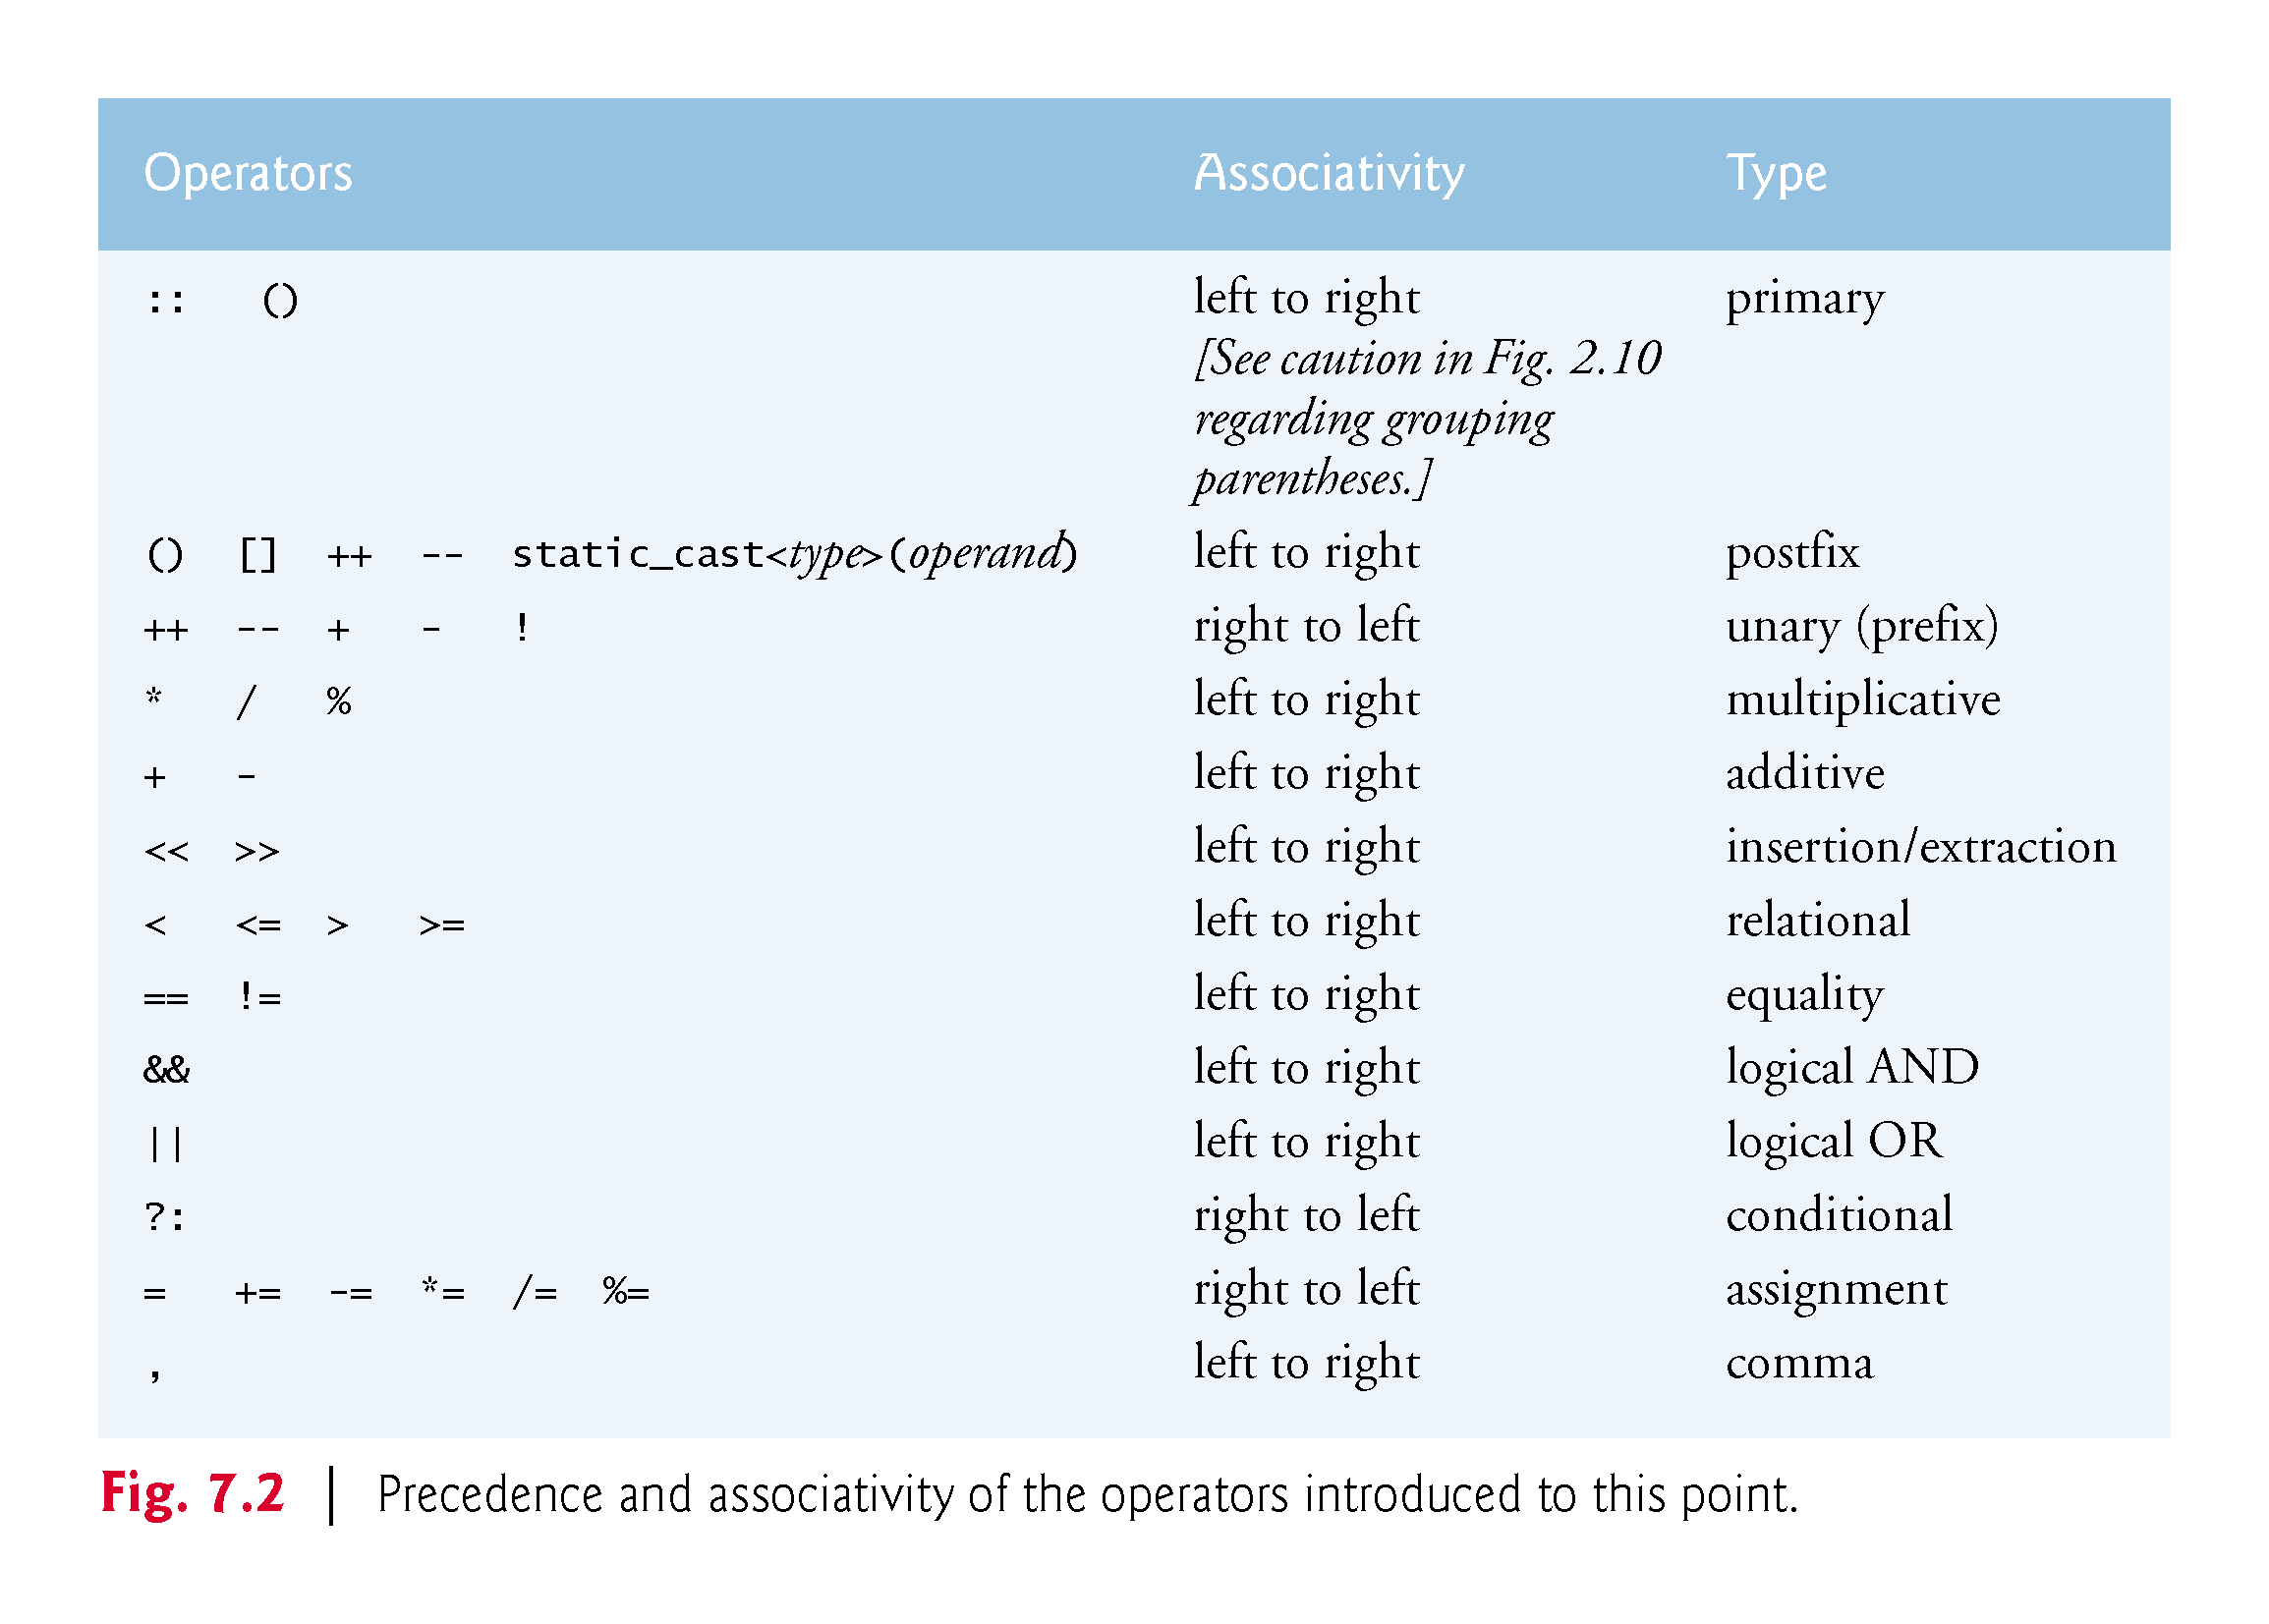 Operators Associativity Type
:: () left to right primary
[See caution in Fig. 2.10
regarding grouping
parentheses.]
() [] ++ -- static_cast<type>(operand) left to right postfix
++ -- + - ! right to left unary (prefix)
* / % left to right multiplicative
+ - left to right additive
<< >> left to right insertion/extraction
< <= > >= left to right relational
== != left to right equality
&& left to right logical AND
|| left to right logical OR
?: right to left conditional
= += -= *= /= %= right to left assignment
, left to right comma
Fig. 7.2 | Precedence and associativity of the operators introduced to this point.